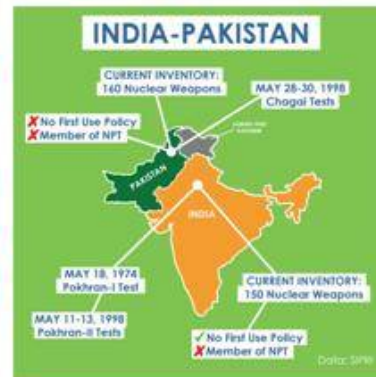 INDIA-PAKISTAN
CURRENT INVENTORY:
160 Nuclear Weapons
MAY 28-30, 1998
Chagai Tests
✗ No First Use Policy
✗ Member of NPT
PAKISTAN
INDIA
MAY 18, 1974
Pokhran-I Test
MAY 11-13, 1998
Pokhran-II Tests
CURRENT INVENTORY:
150 Nuclear Weapons
✓ No First Use Policy
✗ Member of NPT
Data: SIPRI